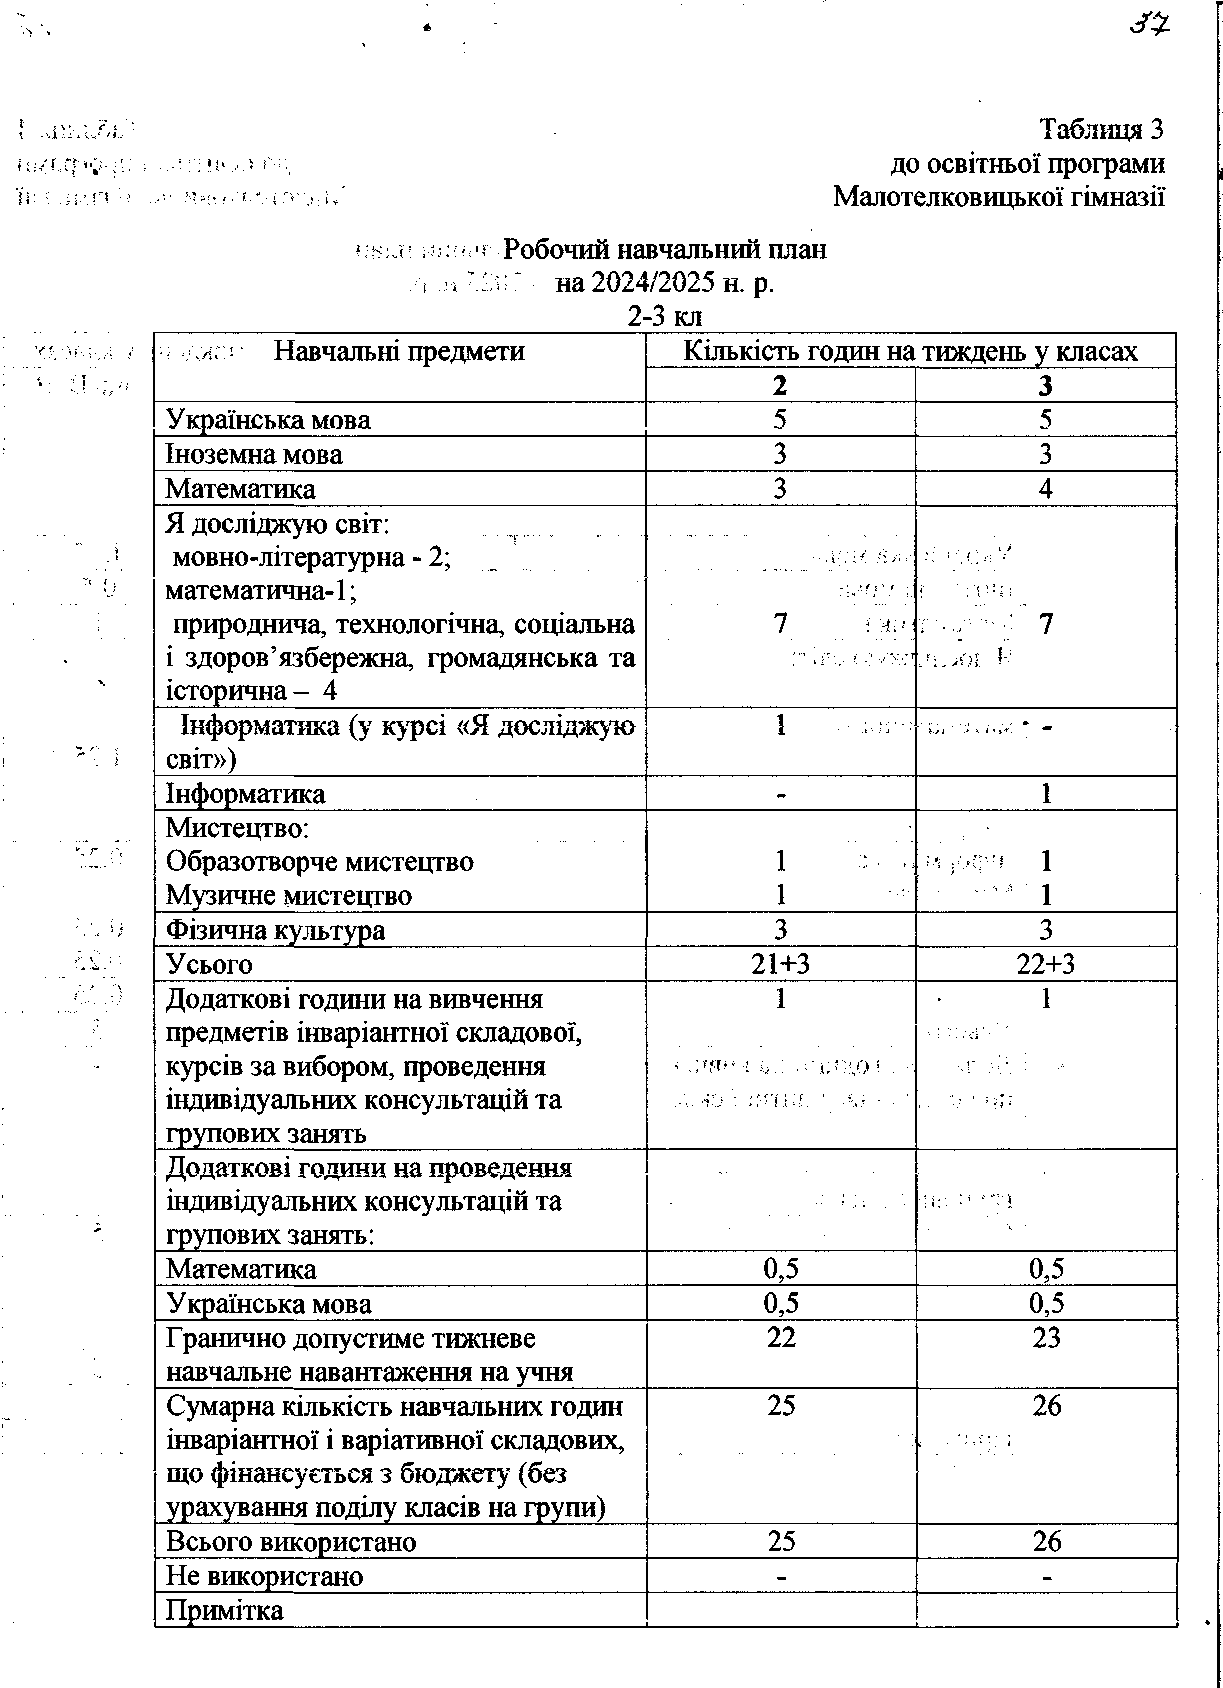 37
Таблиця 3
до освітньої програми
Малотелковицької гімназії
Робочий навчальний план
на 2024/2025 н. р.
2-3 кл
Навчальні предмети Кількість годин на тиждень у класах
2 3
Українська мова 5 5
Іноземна мова 3 3
Математика 3 4
Я досліджую світ:
мовно-літературна - 2;
математична-1;
природнича, технологічна, соціальна 7 7
і здоров’язбережна, громадянська та
історична – 4
Інформатика (у курсі «Я досліджую 1 -
світ»)
Інформатика - 1
Мистецтво:
Образотворче мистецтво 1 1
Музичне мистецтво 1 1
Фізична культура 3 3
Усього 21+3 22+3
Додаткові години на вивчення 1 1
предметів інваріантної складової,
курсів за вибором, проведення
індивідуальних консультацій та
групових занять
Додаткові години на проведення
індивідуальних консультацій та
групових занять:
Математика 0,5 0,5
Українська мова 0,5 0,5
Гранично допустиме тижневе 22 23
навчальне навантаження на учня
Сумарна кількість навчальних годин 25 26
інваріантної і варіативної складових,
що фінансується з бюджету (без
урахування поділу класів на групи)
Всього використано 25 26
Не використано - -
Примітка